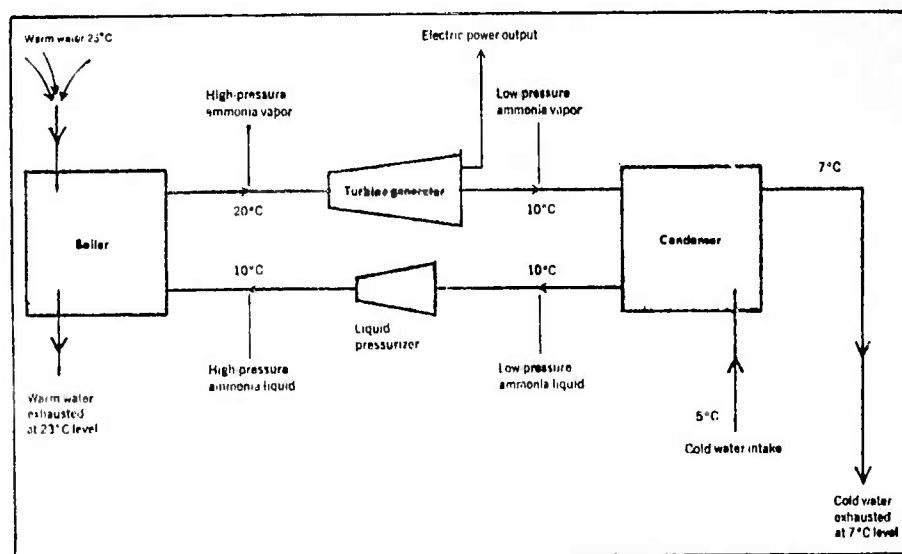 Warm water 25°C
Electric power output
High-pressure
ammonia vapor
Low-pressure
ammonia vapor
Boiler
Turbine generator
Condenser
7°C
20°C
10°C
10°C
10°C
Liquid
pressurizer
High-pressure
ammonia liquid
Low-pressure
ammonia liquid
Warm water
exhausted
at 23°C level
5°C
Cold water intake
Cold water
exhausted
at 7°C level